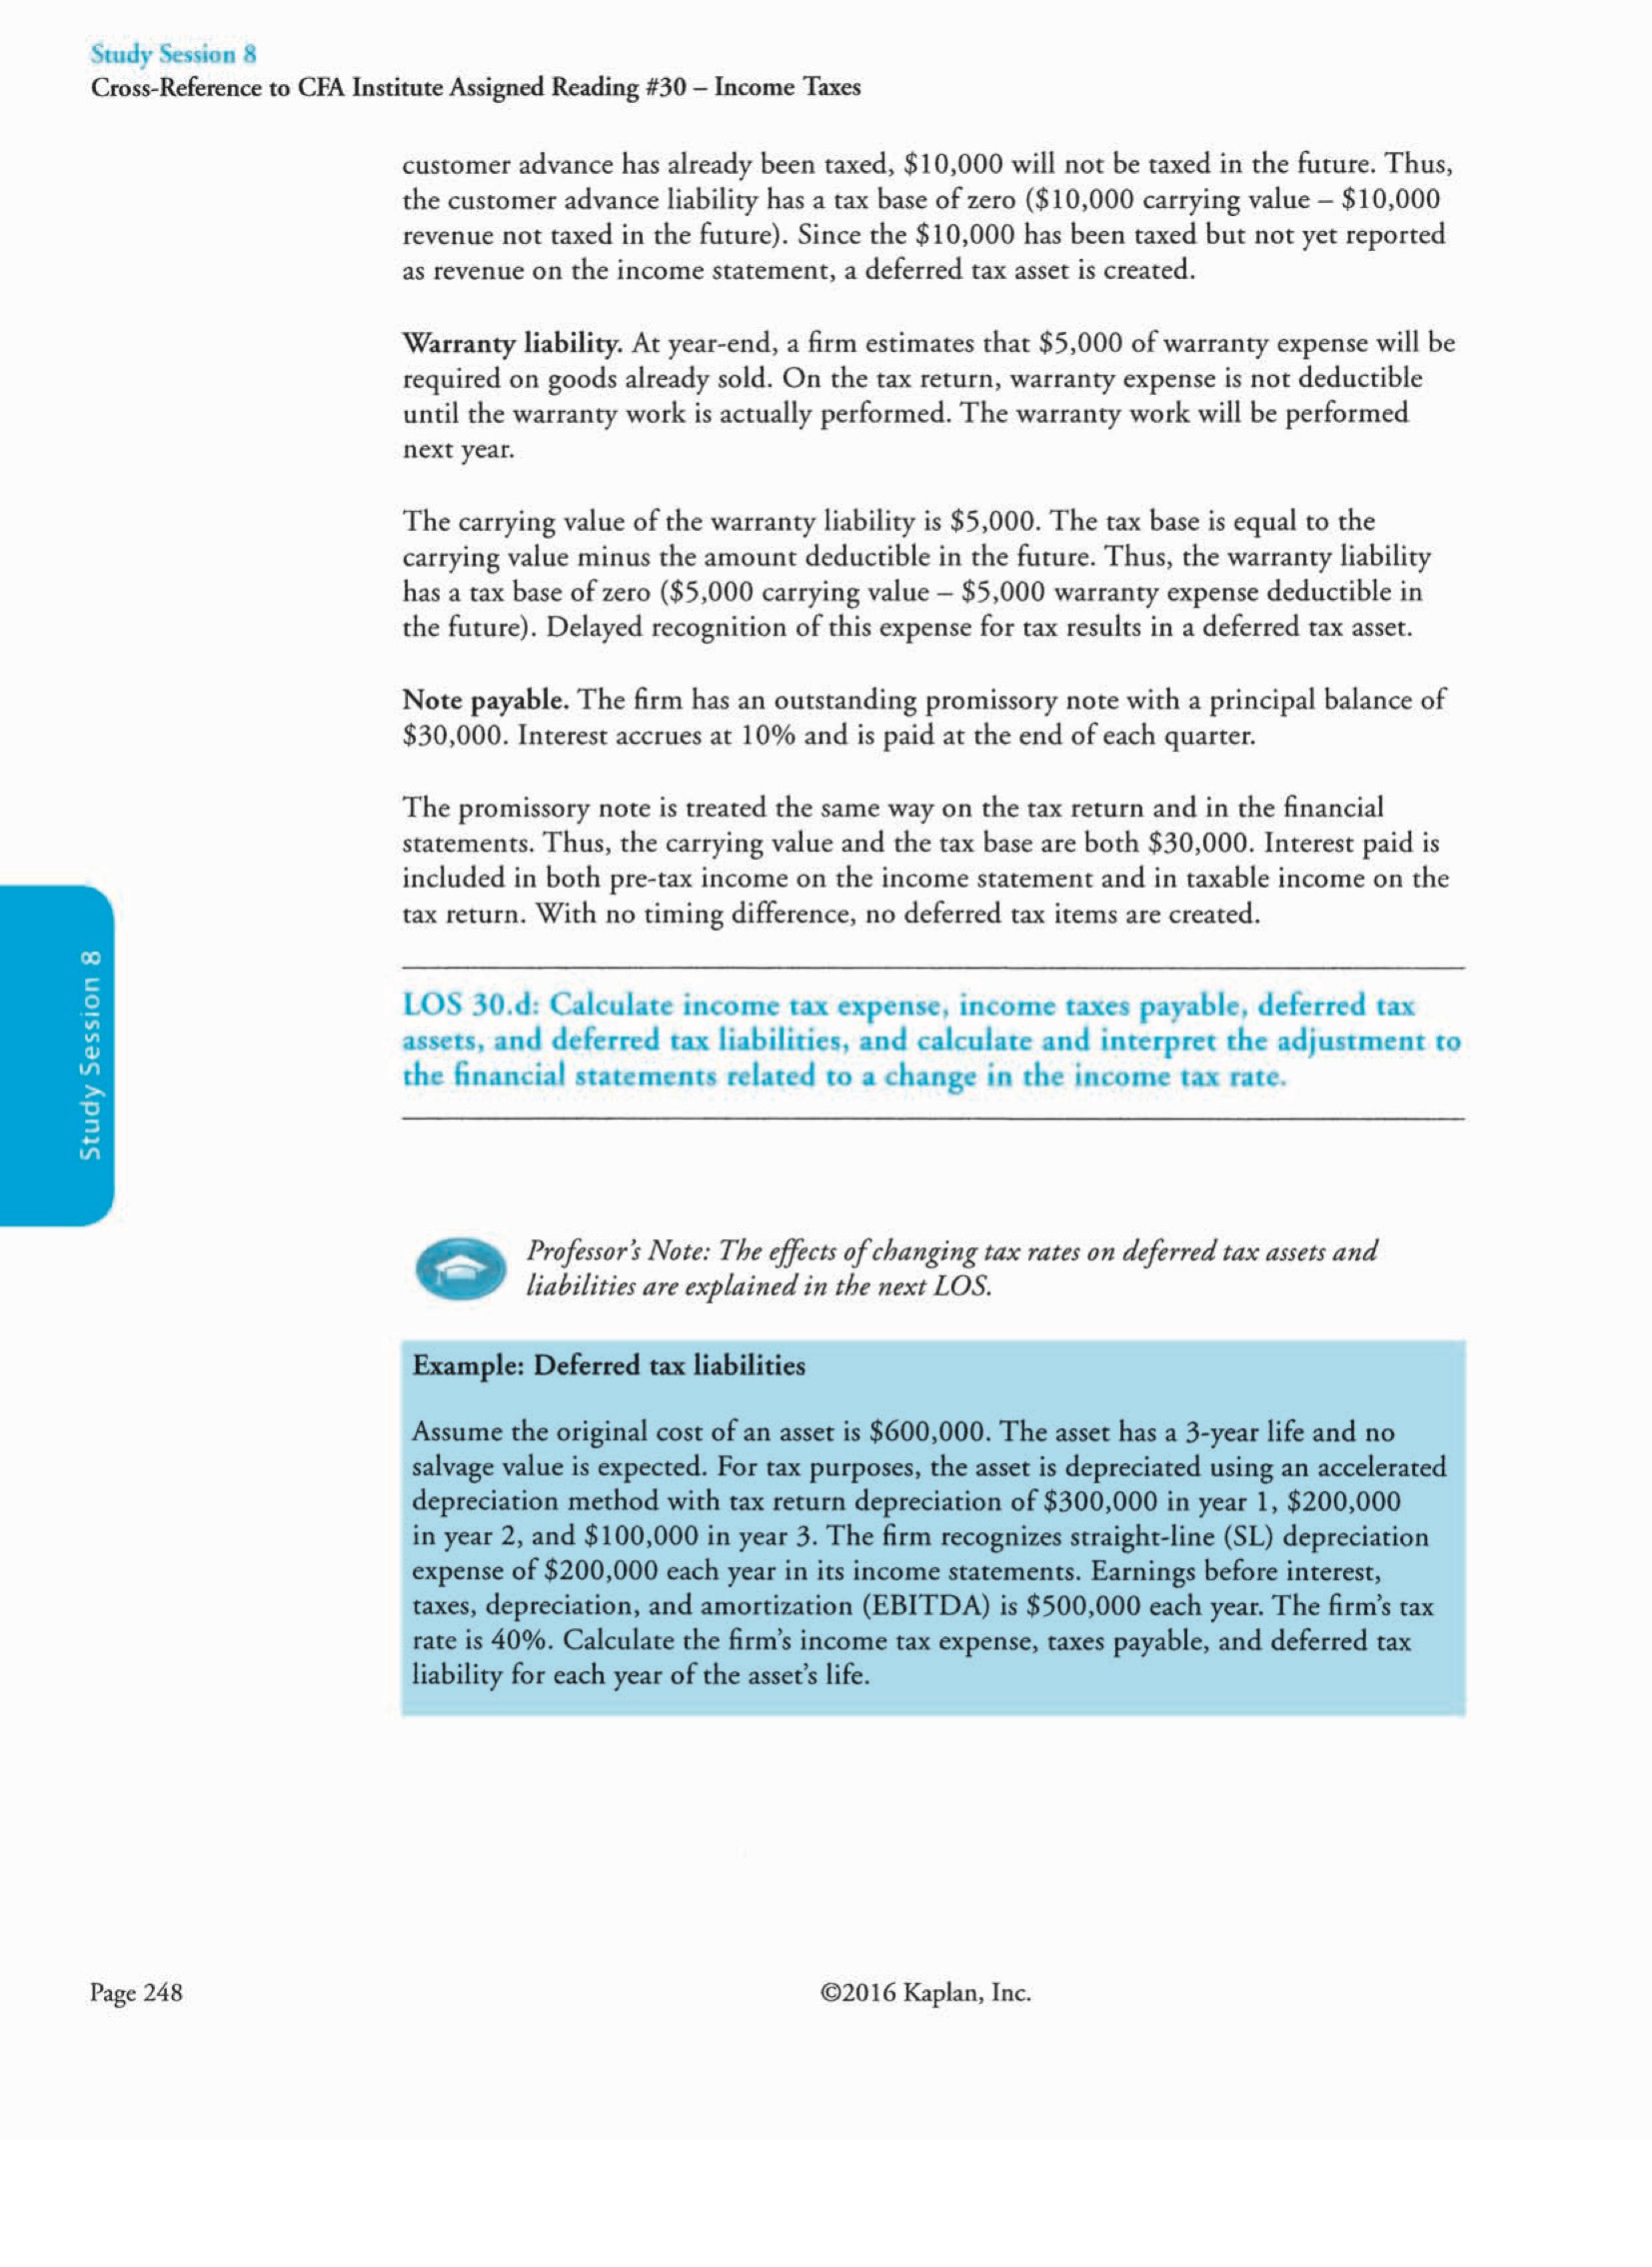 Study Session 8
Cross-Reference to CFA Institute Assigned Reading #30 – Income Taxes
customer advance has already been taxed, $10,000 will not be taxed in the future. Thus,
the customer advance liability has a tax base of zero ($10,000 carrying value – $10,000
revenue not taxed in the future). Since the $10,000 has been taxed but not yet reported
as revenue on the income statement, a deferred tax asset is created.
Warranty liability. At year-end, a firm estimates that $5,000 of warranty expense will be
required on goods already sold. On the tax return, warranty expense is not deductible
until the warranty work is actually performed. The warranty work will be performed
next year.
The carrying value of the warranty liability is $5,000. The tax base is equal to the
carrying value minus the amount deductible in the future. Thus, the warranty liability
has a tax base of zero ($5,000 carrying value – $5,000 warranty expense deductible in
the future). Delayed recognition of this expense for tax results in a deferred tax asset.
Note payable. The firm has an outstanding promissory note with a principal balance of
$30,000. Interest accrues at 10% and is paid at the end of each quarter.
The promissory note is treated the same way on the tax return and in the financial
statements. Thus, the carrying value and the tax base are both $30,000. Interest paid is
included in both pre-tax income on the income statement and in taxable income on the
tax return. With no timing difference, no deferred tax items are created.
Study Session 8
LOS 30.d: Calculate income tax expense, income taxes payable, deferred tax
assets, and deferred tax liabilities, and calculate and interpret the adjustment to
the financial statements related to a change in the income tax rate.
Professor's Note: The effects of changing tax rates on deferred tax assets and
liabilities are explained in the next LOS.
Example: Deferred tax liabilities
Assume the original cost of an asset is $600,000. The asset has a 3-year life and no
salvage value is expected. For tax purposes, the asset is depreciated using an accelerated
depreciation method with tax return depreciation of $300,000 in year 1, $200,000
in year 2, and $100,000 in year 3. The firm recognizes straight-line (SL) depreciation
expense of $200,000 each year in its income statements. Earnings before interest,
taxes, depreciation, and amortization (EBITDA) is $500,000 each year. The firm's tax
rate is 40%. Calculate the firm's income tax expense, taxes payable, and deferred tax
liability for each year of the asset's life.
Page 248
©2016 Kaplan, Inc.